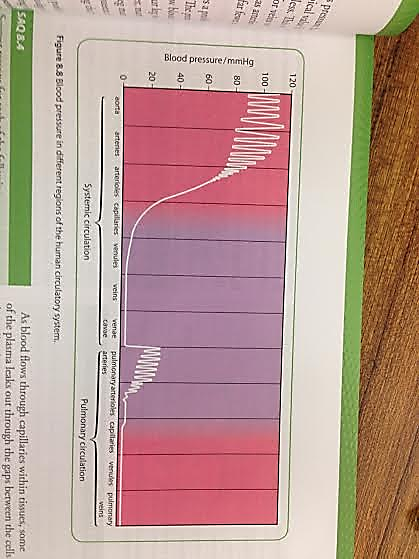 Blood pressure/mmHg
120
100
80
60
40
20
0
aorta
arteries
arterioles
capillaries
venules
veins
venae cavae
pulmonary arteries
arterioles
capillaries
venules
pulmonary veins
Systemic circulation
Pulmonary circulation
Figure 8.8 Blood pressure in different regions of the human circulatory system.
SAQ 8.4
As blood flows through capillaries within tissues, some
of the plasma leaks out through the gaps between the cells